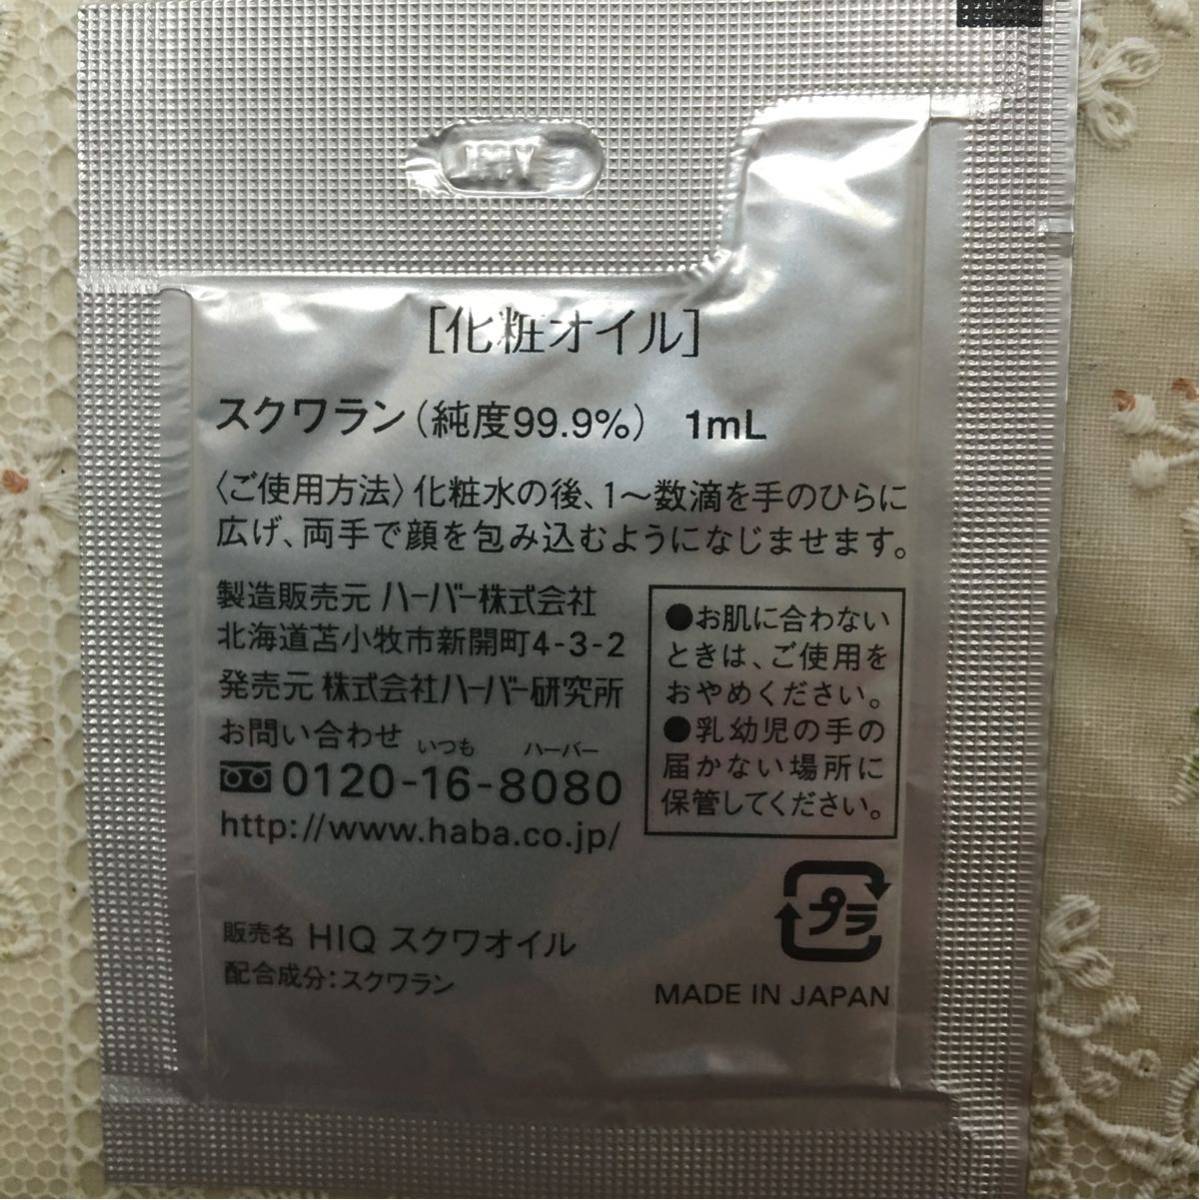 [化粧オイル]
スクワラン(純度99.9%) 1mL
〈ご使用方法〉化粧水の後、1〜数滴を手のひらに
広げ、両手で顔を包み込むようになじませます。
製造販売元 ハーバー株式会社
北海道苫小牧市新開町4-3-2
発売元 株式会社ハーバー研究所
お問い合わせ いつも ハーバー
0120-16-8080
http://www.haba.co.jp/
●お肌に合わない
ときは、ご使用を
おやめください。
●乳幼児の手の
届かない場所に
保管してください。
プラ
販売名 HIQ スクワオイル
配合成分:スクワラン
MADE IN JAPAN